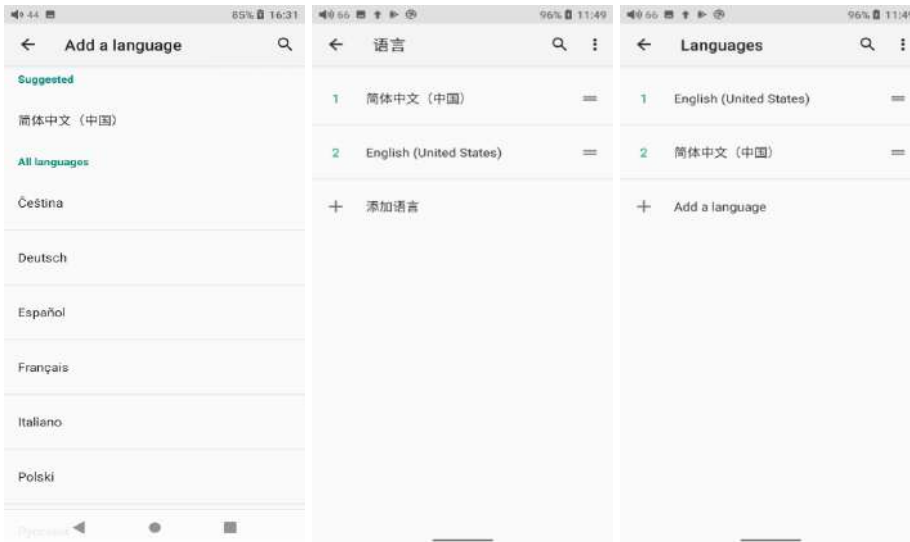 44
85% 16:31
Add a language
Suggested
简体中文（中国）
All languages
Čeština
Deutsch
Español
Français
Italiano
Polski
66
96% 11:49
语言
1 简体中文（中国）
2 English (United States)
添加语言
66
96% 11:49
Languages
1 English (United States)
2 简体中文（中国）
Add a language